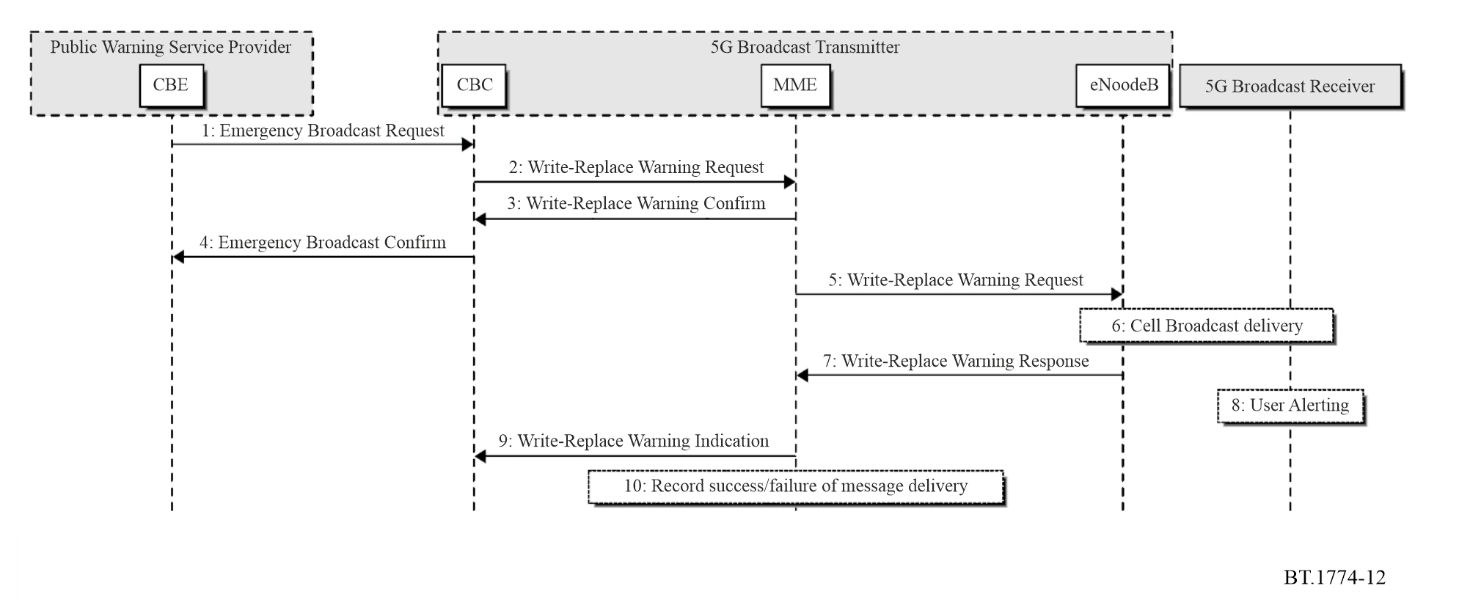 Public Warning Service Provider
5G Broadcast Transmitter
CBE
CBC
MME
eNoodeB
5G Broadcast Receiver
1: Emergency Broadcast Request
2: Write-Replace Warning Request
3: Write-Replace Warning Confirm
4: Emergency Broadcast Confirm
5: Write-Replace Warning Request
6: Cell Broadcast delivery
7: Write-Replace Warning Response
8: User Alerting
9: Write-Replace Warning Indication
10: Record success/failure of message delivery
BT.1774-12